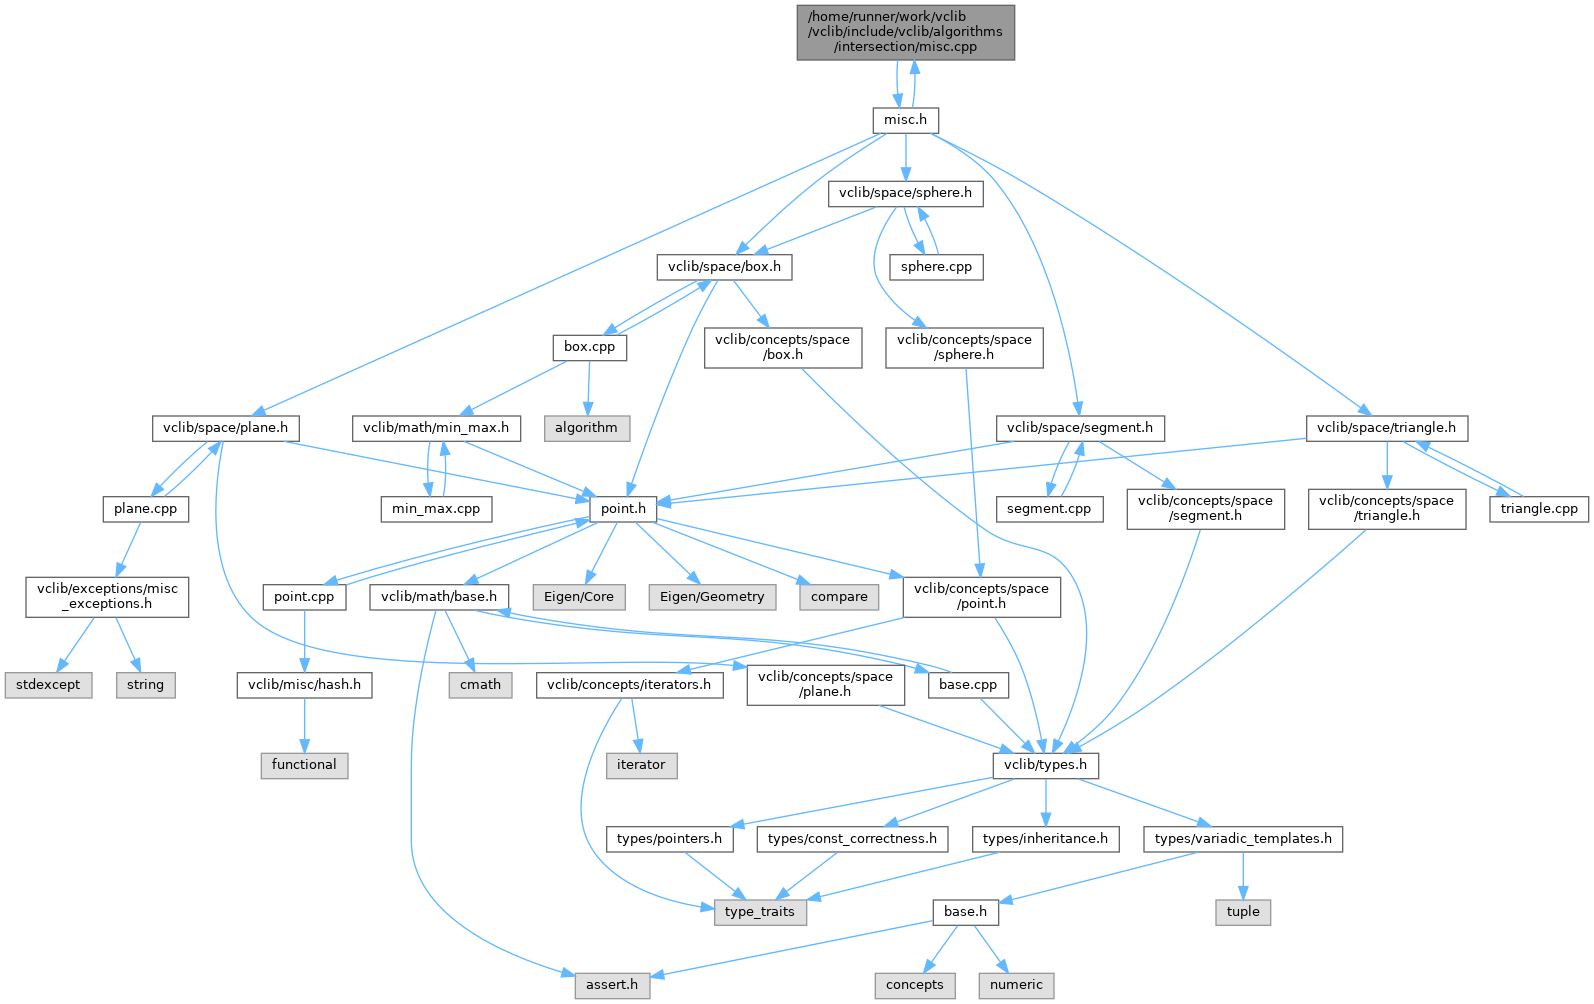 /home/runner/work/vclib
/vclib/include/vclib/algorithms
/intersection/misc.cpp
misc.h
vclib/space/sphere.h
vclib/space/box.h
sphere.cpp
box.cpp
vclib/concepts/space
/box.h
vclib/concepts/space
/sphere.h
vclib/space/plane.h
vclib/math/min_max.h
algorithm
vclib/space/segment.h
vclib/space/triangle.h
plane.cpp
min_max.cpp
point.h
segment.cpp
vclib/concepts/space
/segment.h
vclib/concepts/space
/triangle.h
triangle.cpp
vclib/exceptions/misc
_exceptions.h
point.cpp
vclib/math/base.h
Eigen/Core
Eigen/Geometry
compare
vclib/concepts/space
/point.h
stdexcept
string
vclib/misc/hash.h
cmath
vclib/concepts/iterators.h
vclib/concepts/space
/plane.h
base.cpp
functional
iterator
vclib/types.h
types/pointers.h
types/const_correctness.h
types/inheritance.h
types/variadic_templates.h
type_traits
base.h
tuple
assert.h
concepts
numeric